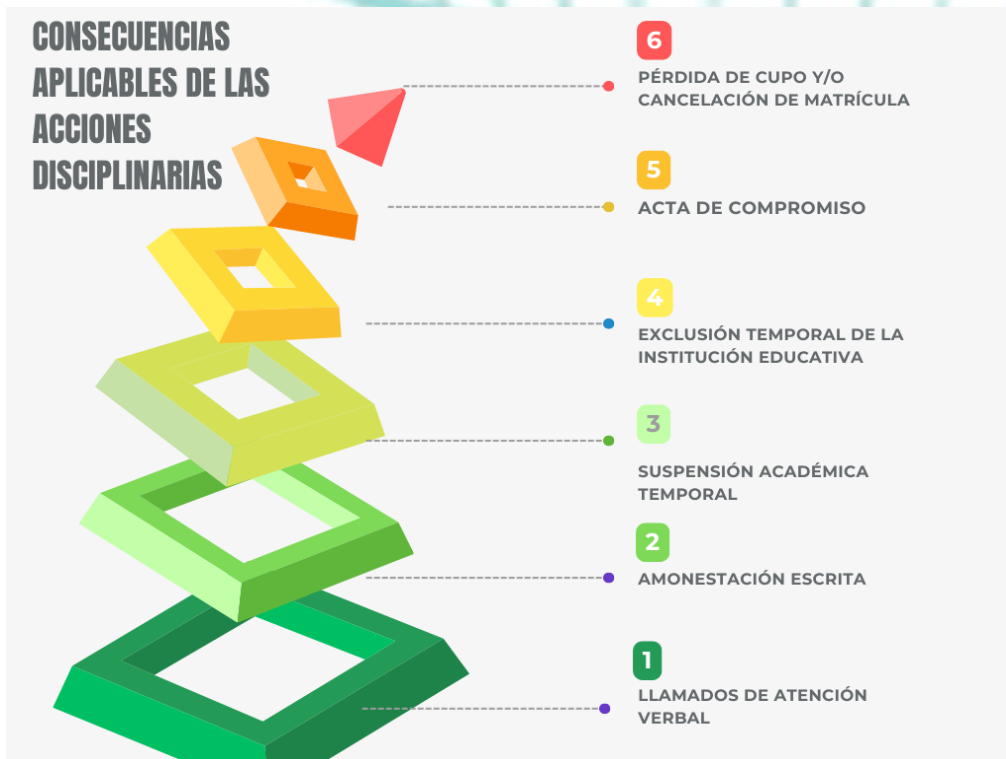 CONSECUENCIAS
APLICABLES DE LAS
ACCIONES
DISCIPLINARIAS
6
PÉRDIDA DE CUPO Y/O
CANCELACIÓN DE MATRÍCULA
5
ACTA DE COMPROMISO
4
EXCLUSIÓN TEMPORAL DE LA
INSTITUCIÓN EDUCATIVA
3
SUSPENSIÓN ACADÉMICA
TEMPORAL
2
AMONESTACIÓN ESCRITA
1
LLAMADOS DE ATENCIÓN
VERBAL